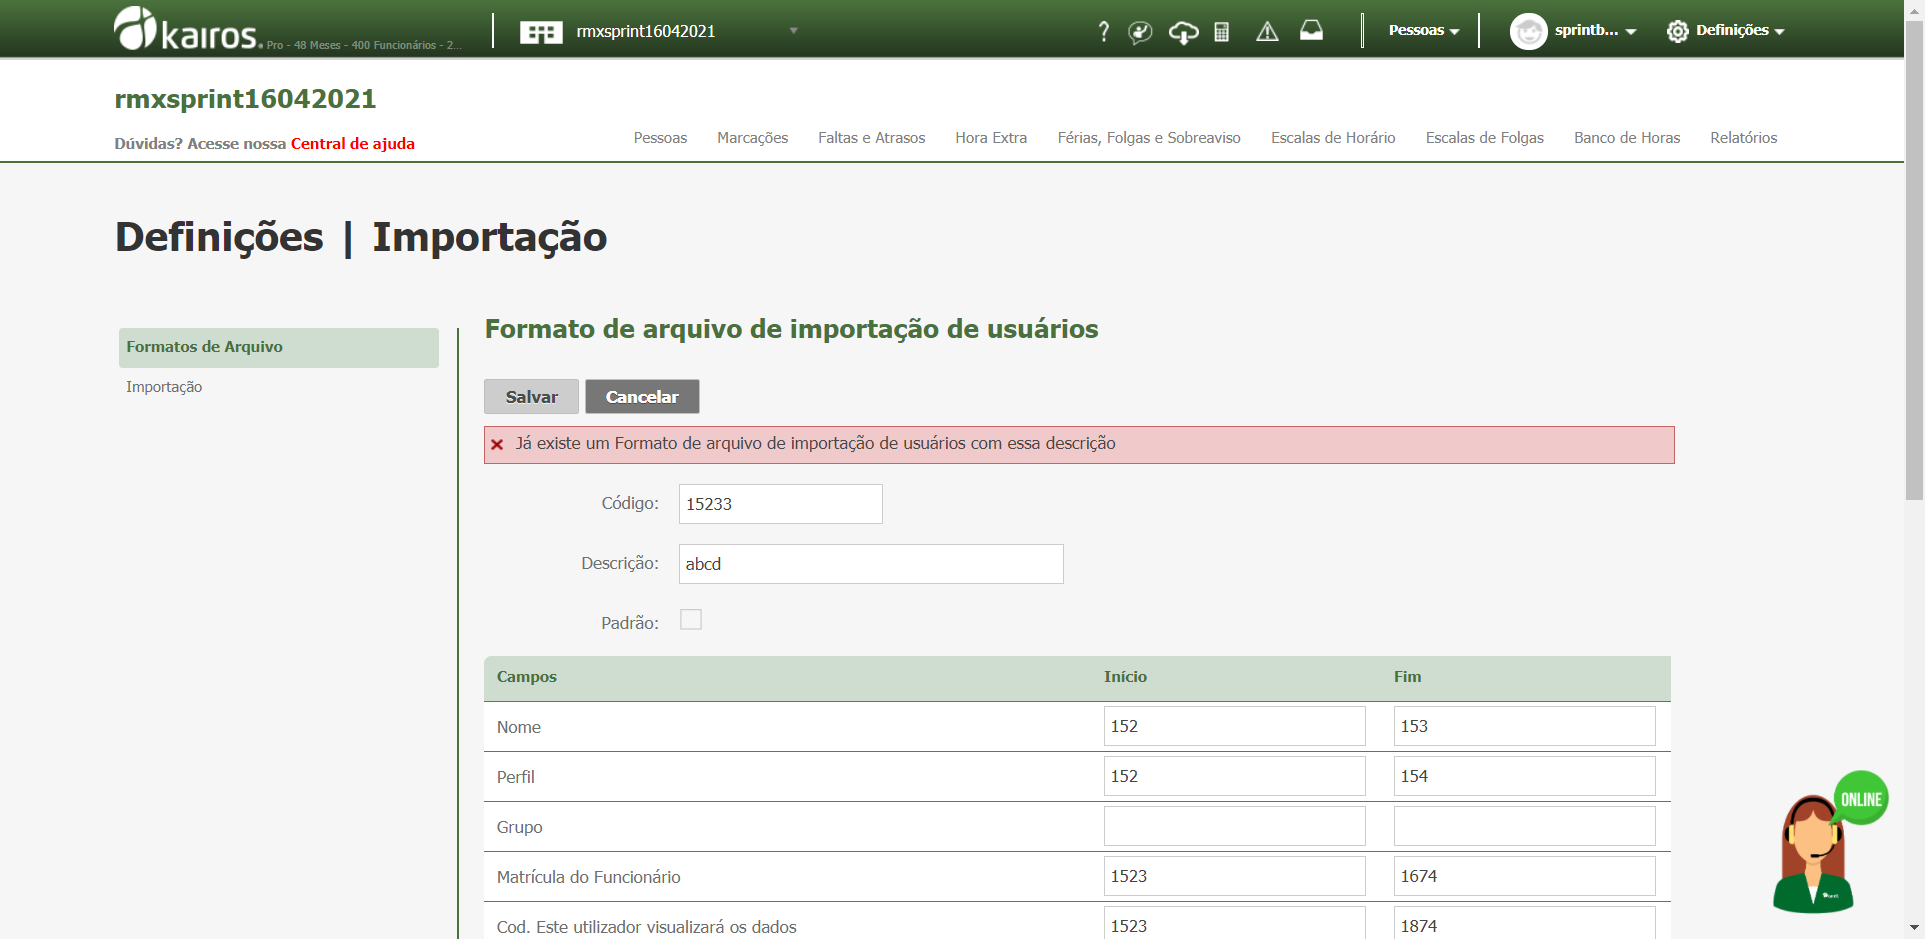 kairos. Pro - 48 Meses - 400 Funcionários - 2...
rmxsprint16042021
?
Pessoas
sprintb...
Definições
rmxsprint16042021
Dúvidas? Acesse nossa Central de ajuda
Pessoas Marcações Faltas e Atrasos Hora Extra Férias, Folgas e Sobreaviso Escalas de Horário Escalas de Folgas Banco de Horas Relatórios
Definições | Importação
Formatos de Arquivo
Importação
Formato de arquivo de importação de usuários
Salvar Cancelar
Já existe um Formato de arquivo de importação de usuários com essa descrição
Código: 15233
Descrição: abcd
Padrão:
Campos Início Fim
Nome 152 153
Perfil 152 154
Grupo
Matrícula do Funcionário 1523 1674
Cod. Este utilizador visualizará os dados 1523 1874
ONLINE